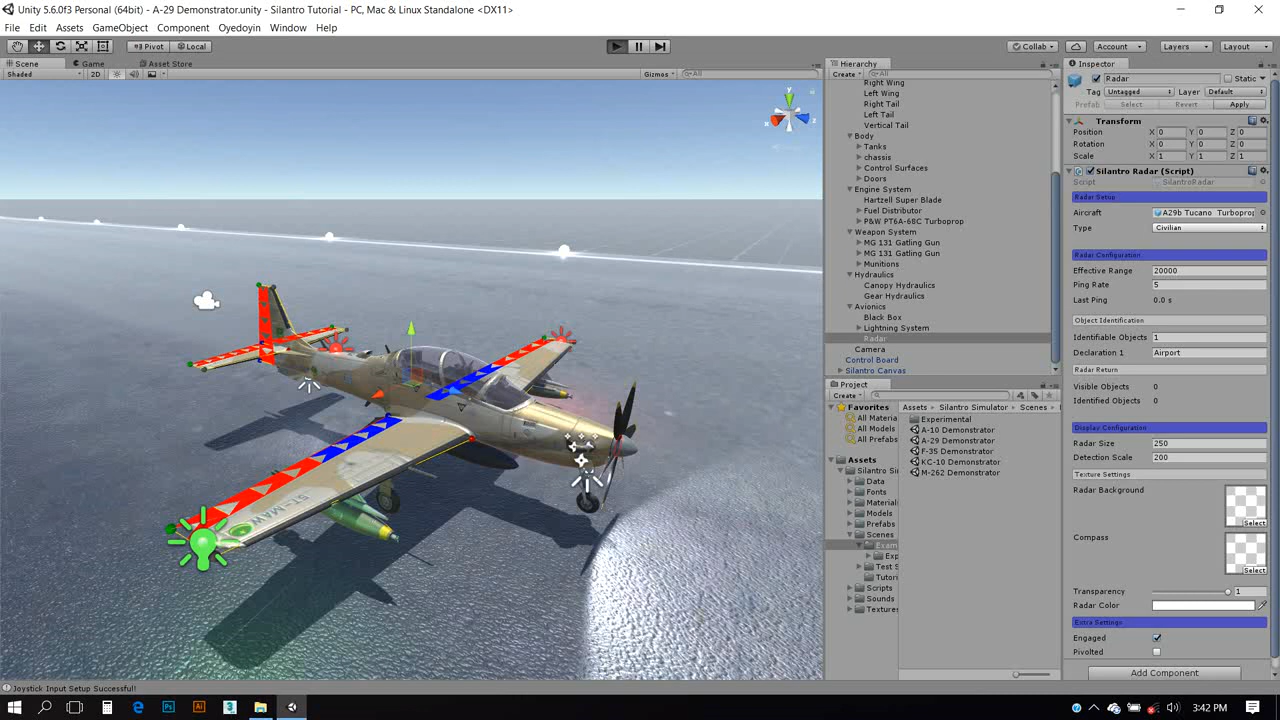 Unity 5.6.0f3 Personal (64bit) - A-29 Demonstrator.unity - Silantro Tutorial - PC, Mac & Linux Standalone <DX11>
File Edit Assets GameObject Component Oyedoyin Window Help
Pivot Local Collab Account Layers Layout
Scene Game Asset Store
Shaded 2D Gizmos All
Hierarchy
Create All
Right Wing
Left Wing
Right Tail
Left Tail
Vertical Tail
Body
Tanks
chassis
Control Surfaces
Doors
Engine System
Hartzell Super Blade
Fuel Distributor
P&W PT6A-68C Turboprop
Weapon System
MG 131 Gatling Gun
MG 131 Gatling Gun
Munitions
Hydraulics
Canopy Hydraulics
Gear Hydraulics
Avionics
Black Box
Lightning System
Radar
Camera
Control Board
Silantro Canvas
Project
Create
Favorites
All Materia
All Models
All Prefabs
Assets
Silantro Si
Data
Fonts
Material
Models
Prefabs
Scenes
Exam
Exp
Test S
Tutori
Scripts
Sounds
Textures
Assets Silantro Simulator Scenes
Experimental
A-10 Demonstrator
A-29 Demonstrator
F-35 Demonstrator
KC-10 Demonstrator
M-262 Demonstrator
Inspector
Radar Static
Tag Untagged Layer Default
Prefab Select Revert Apply
Transform
Position X 0 Y 0 Z 0
Rotation X 0 Y 0 Z 0
Scale X 1 Y 1 Z 1
Silantro Radar (Script)
Script SilantroRadar
Radar Setup
Aircraft A29b Tucano Turboprop
Type Civilian
Radar Configuration
Effective Range 20000
Ping Rate 5
Last Ping 0.0 s
Object Identification
Identifiable Objects 1
Declaration 1 Airport
Radar Return
Visible Objects 0
Identified Objects 0
Display Configuration
Radar Size 250
Detection Scale 200
Texture Settings
Radar Background
Select
Compass
Select
Transparency 1
Radar Color
Extra Settings
Engaged
Pivolted
Add Component
y
x
z
Joystick Input Setup Successful!
3:42 PM